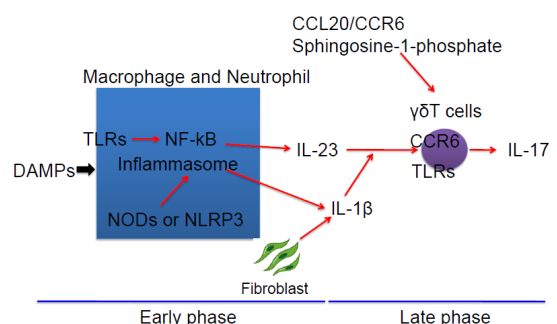 CCL20/CCR6
Sphingosine-1-phosphate
Macrophage and Neutrophil
γδT cells
TLRs
NF-kB
CCR6
IL-23
IL-17
Inflammasome
DAMPs
TLRs
NODs or NLRP3
IL-1β
Fibroblast
Early phase
Late phase